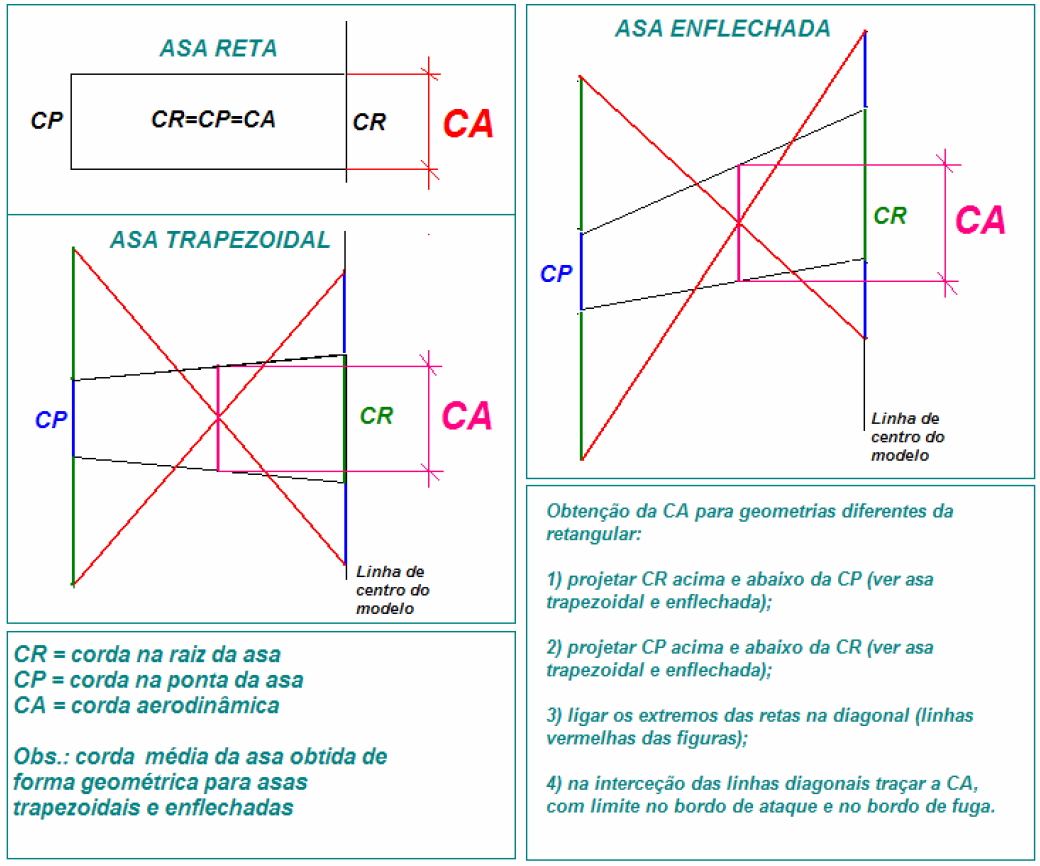 ASA RETA
CP
CR=CP=CA
CR
CA
ASA TRAPEZOIDAL
CP
CR
CA
Linha de
centro do
modelo
CR = corda na raiz da asa
CP = corda na ponta da asa
CA = corda aerodinâmica
Obs.: corda média da asa obtida de
forma geométrica para asas
trapezoidais e enflechadas
ASA ENFLECHADA
CP
CR
CA
Linha de
centro do
modelo
Obtenção da CA para geometrias diferentes da
retangular:
1) projetar CR acima e abaixo da CP (ver asa
trapezoidal e enflechada);
2) projetar CP acima e abaixo da CR (ver asa
trapezoidal e enflechada);
3) ligar os extremos das retas na diagonal (linhas
vermelhas das figuras);
4) na interceção das linhas diagonais traçar a CA,
com limite no bordo de ataque e no bordo de fuga.